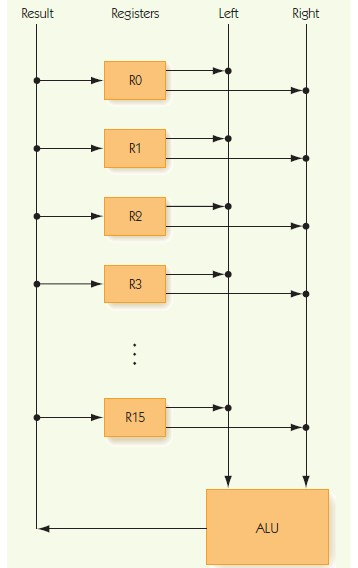 Result Registers Left Right
R0
R1
R2
R3
⋮
R15
ALU